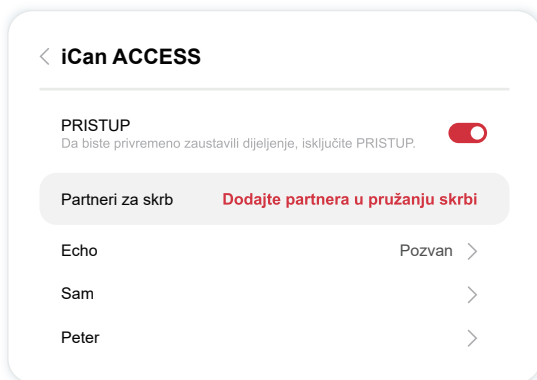 iCan ACCESS
PRISTUP
Da biste privremeno zaustavili dijeljenje, isključite PRISTUP.
Partneri za skrb Dodajte partnera u pružanju skrbi
Echo Pozvan
Sam
Peter